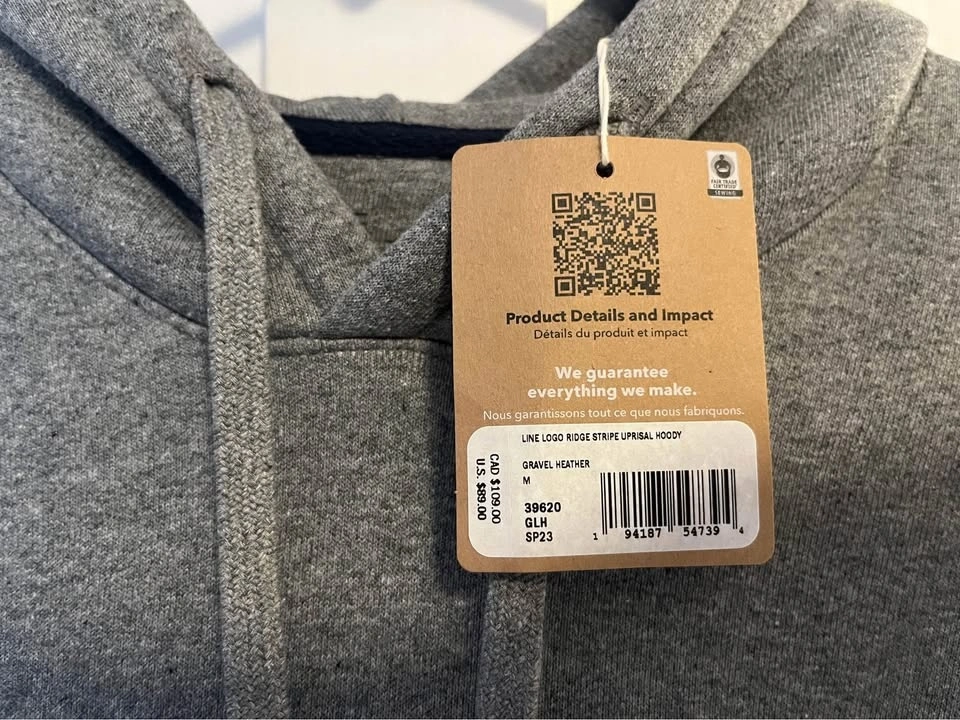 FAIR TRADE
CERTIFIED
SEWING
Product Details and Impact
Détails du produit et impact
We guarantee
everything we make.
Nous garantissons tout ce que nous fabriquons.
LINE LOGO RIDGE STRIPE UPRISAL HOODY
GRAVEL HEATHER
M
39620
GLH
SP23
CAD $109.00
U.S. $89.00
1 94187 54739 4